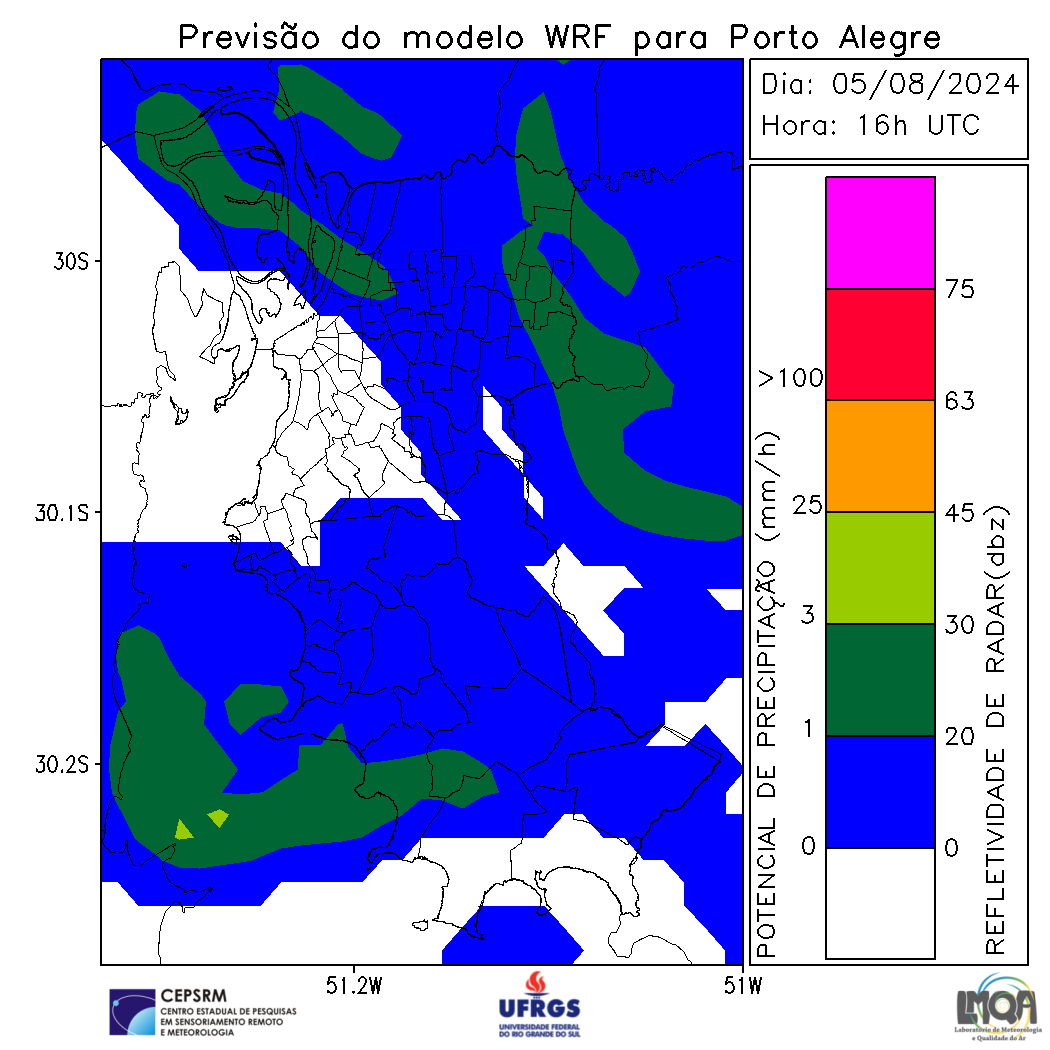 Previsão do modelo WRF para Porto Alegre
Dia: 05/08/2024
Hora: 16h UTC
30S
30.1S
30.2S
51.2W
51W
POTENCIAL DE PRECIPITAÇÃO (mm/h)
>100
25
3
1
0
75
63
45
30
20
0
REFLETIVIDADE DE RADAR(dbz)
CEPSRM
CENTRO ESTADUAL DE PESQUISAS
EM SENSORIAMENTO REMOTO
E METEOROLOGIA
UFRGS
UNIVERSIDADE FEDERAL
DO RIO GRANDE DO SUL
LMQA
Laboratório de Meteorologia
e Qualidade do Ar